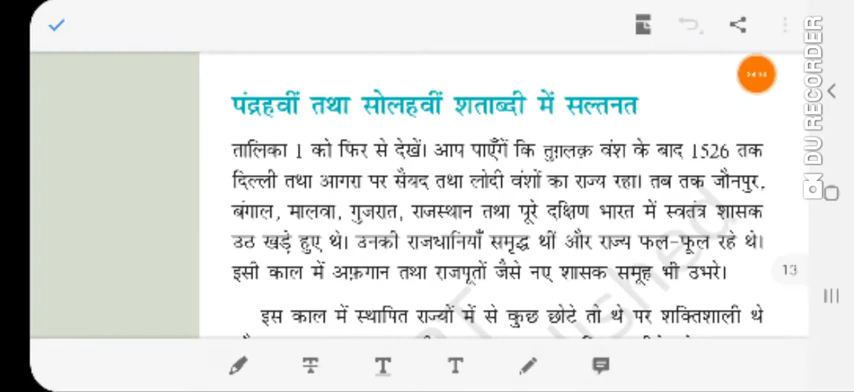 पंद्रहवीं तथा सोलहवीं शताब्दी में सल्तनत
तालिका 1 को फिर से देखें। आप पाएँगें कि तुग़लक़ वंश के बाद 1526 तक
दिल्ली तथा आगरा पर सैयद तथा लोदी वंशों का राज्य रहा। तब तक जौनपुर,
बंगाल, मालवा, गुजरात, राजस्थान तथा पूरे दक्षिण भारत में स्वतंत्र शासक
उठ खड़े हुए थे। उनकी राजधानियाँ समृद्ध थीं और राज्य फल-फूल रहे थे।
इसी काल में अफ़गान तथा राजपूतों जैसे नए शासक समूह भी उभरे।
13
इस काल में स्थापित राज्यों में से कुछ छोटे तो थे पर शक्तिशाली थे
DU RECORDER